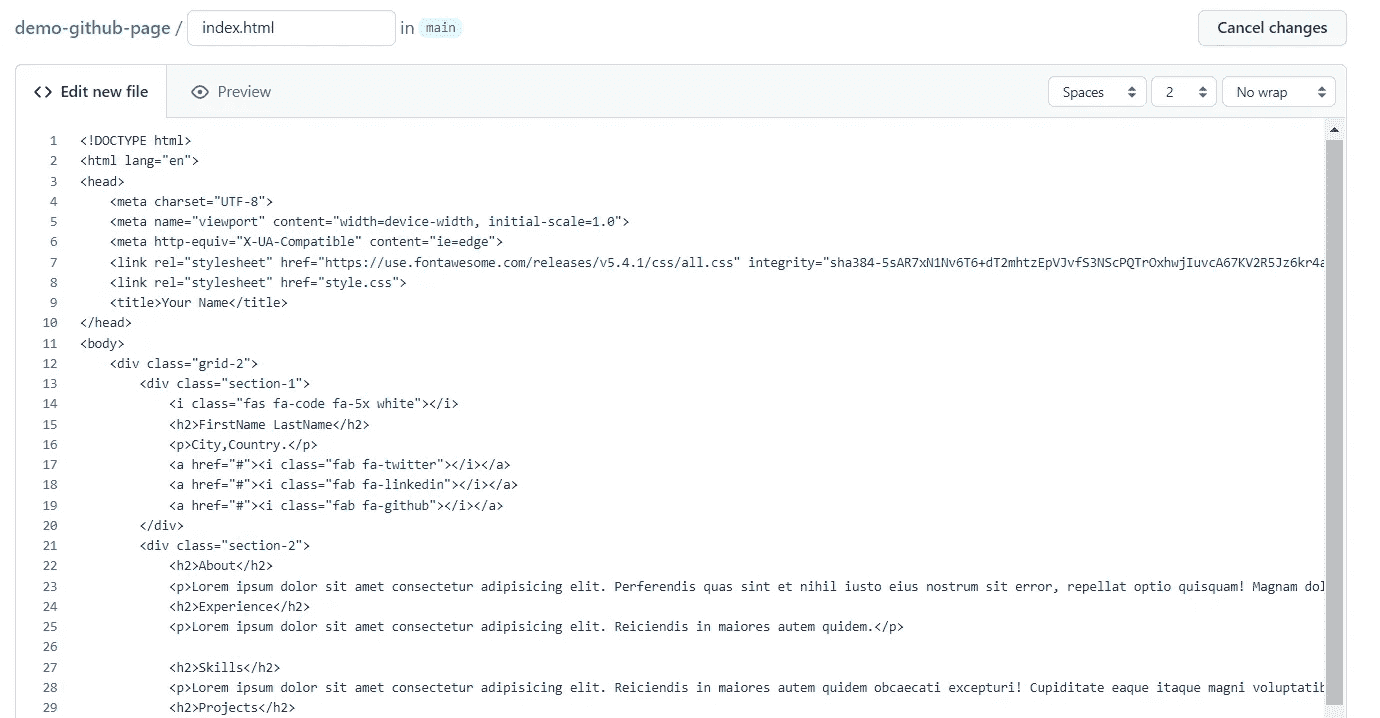 demo-github-page / index.html in main Cancel changes
<> Edit new file Preview Spaces 2 No wrap
1 <!DOCTYPE html>
2 <html lang="en">
3 <head>
4 <meta charset="UTF-8">
5 <meta name="viewport" content="width=device-width, initial-scale=1.0">
6 <meta http-equiv="X-UA-Compatible" content="ie=edge">
7 <link rel="stylesheet" href="https://use.fontawesome.com/releases/v5.4.1/css/all.css" integrity="sha384-5sAR7xN1Nv6T6+dT2mhtzEpVJvfS3NScPQTrOxhwjIuvcA67KV2R5Jz6kr4a
8 <link rel="stylesheet" href="style.css">
9 <title>Your Name</title>
10 </head>
11 <body>
12 <div class="grid-2">
13 <div class="section-1">
14 <i class="fas fa-code fa-5x white"></i>
15 <h2>FirstName LastName</h2>
16 <p>City,Country.</p>
17 <a href="#"><i class="fab fa-twitter"></i></a>
18 <a href="#"><i class="fab fa-linkedin"></i></a>
19 <a href="#"><i class="fab fa-github"></i></a>
20 </div>
21 <div class="section-2">
22 <h2>About</h2>
23 <p>Lorem ipsum dolor sit amet consectetur adipisicing elit. Perferendis quas sint et nihil iusto eius nostrum sit error, repellat optio quisquam! Magnam dol
24 <h2>Experience</h2>
25 <p>Lorem ipsum dolor sit amet consectetur adipisicing elit. Reiciendis in maiores autem quidem.</p>
26
27 <h2>Skills</h2>
28 <p>Lorem ipsum dolor sit amet consectetur adipisicing elit. Reiciendis in maiores autem quidem obcaecati excepturi! Cupiditate eaque itaque magni voluptatib
29 <h2>Projects</h2>